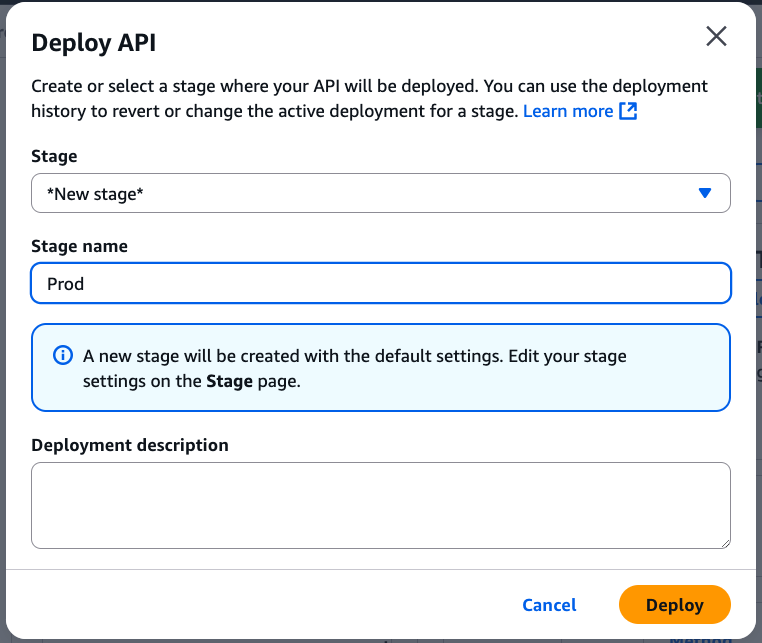 Deploy API
Create or select a stage where your API will be deployed. You can use the deployment
history to revert or change the active deployment for a stage. Learn more
Stage
*New stage*
Stage name
Prod
A new stage will be created with the default settings. Edit your stage
settings on the Stage page.
Deployment description
Cancel
Deploy